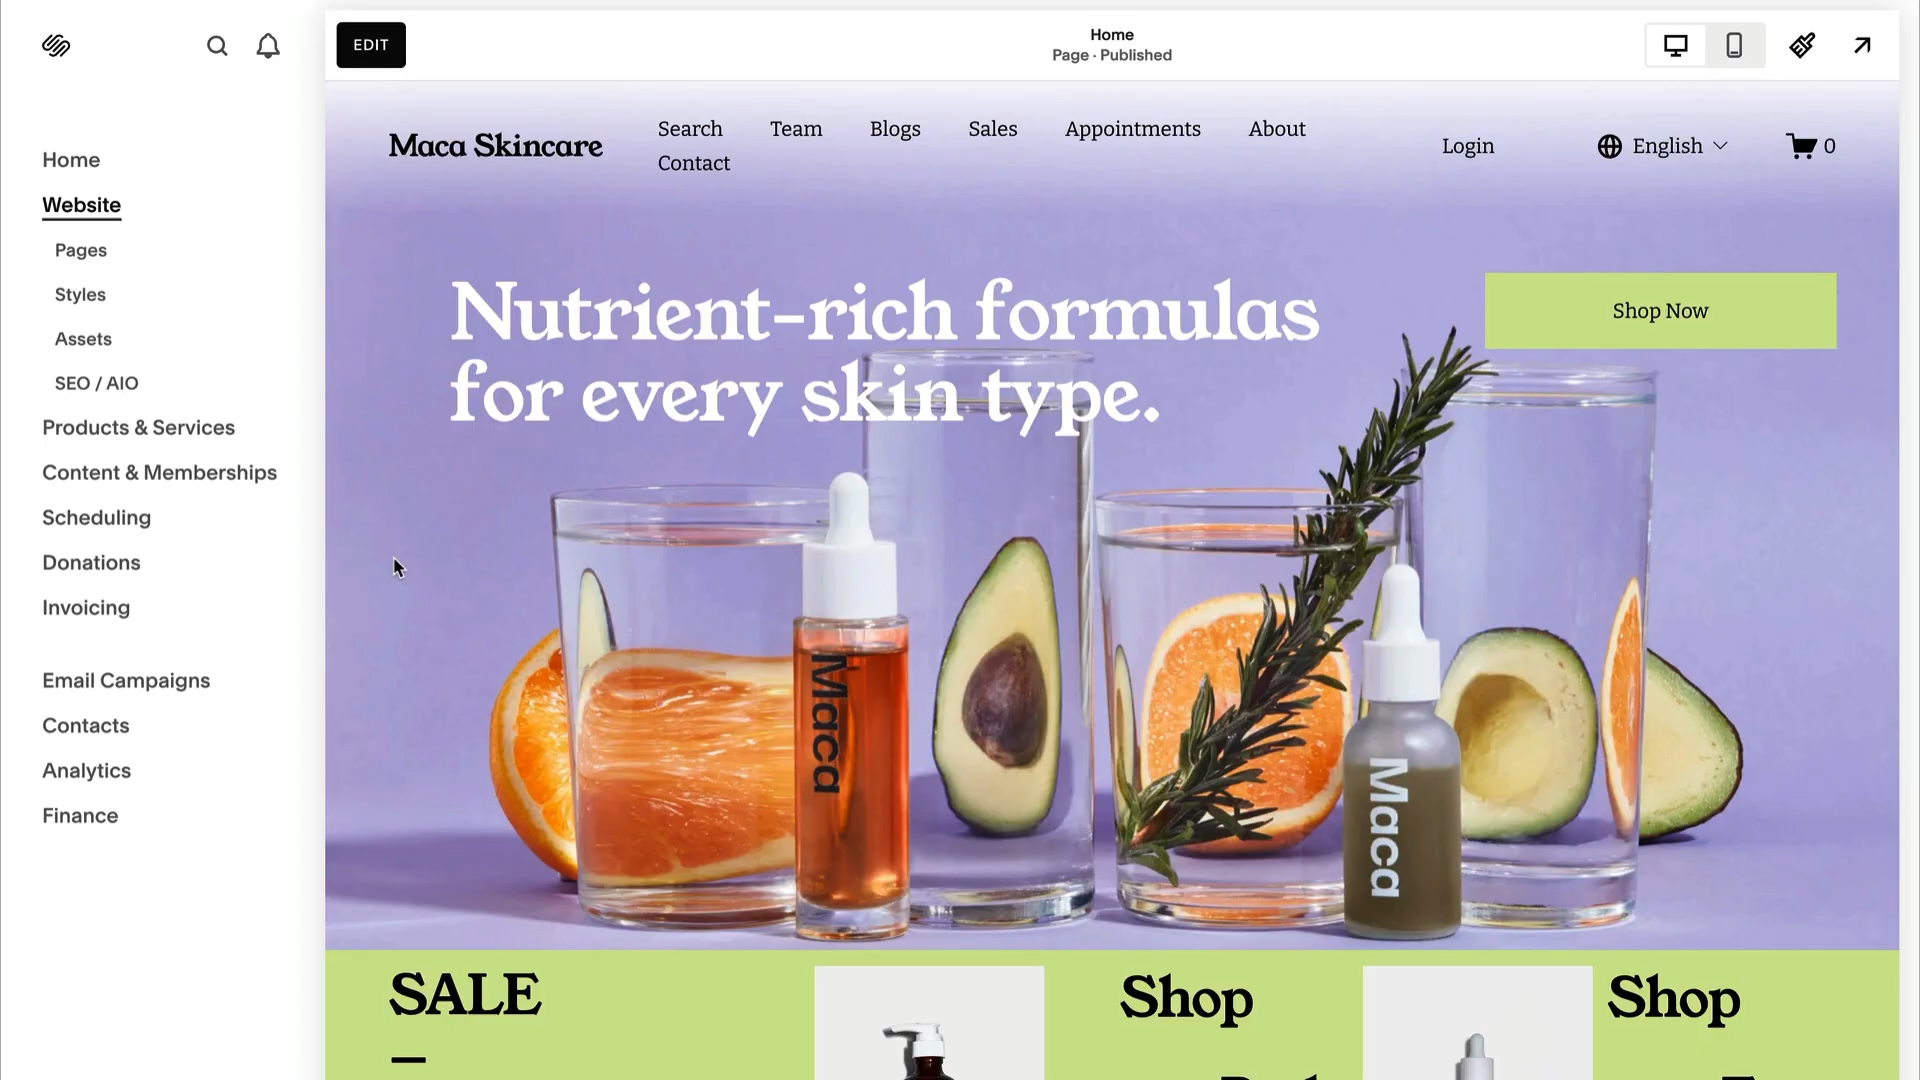 EDIT
Home
Page · Published
Home
Website
Pages
Styles
Assets
SEO / AIO
Products & Services
Content & Memberships
Scheduling
Donations
Invoicing
Email Campaigns
Contacts
Analytics
Finance
Maca Skincare
Search Team Blogs Sales Appointments About
Contact
Login
English
0
Nutrient-rich formulas
for every skin type.
Shop Now
Maca
Maca
SALE
Shop
Shop